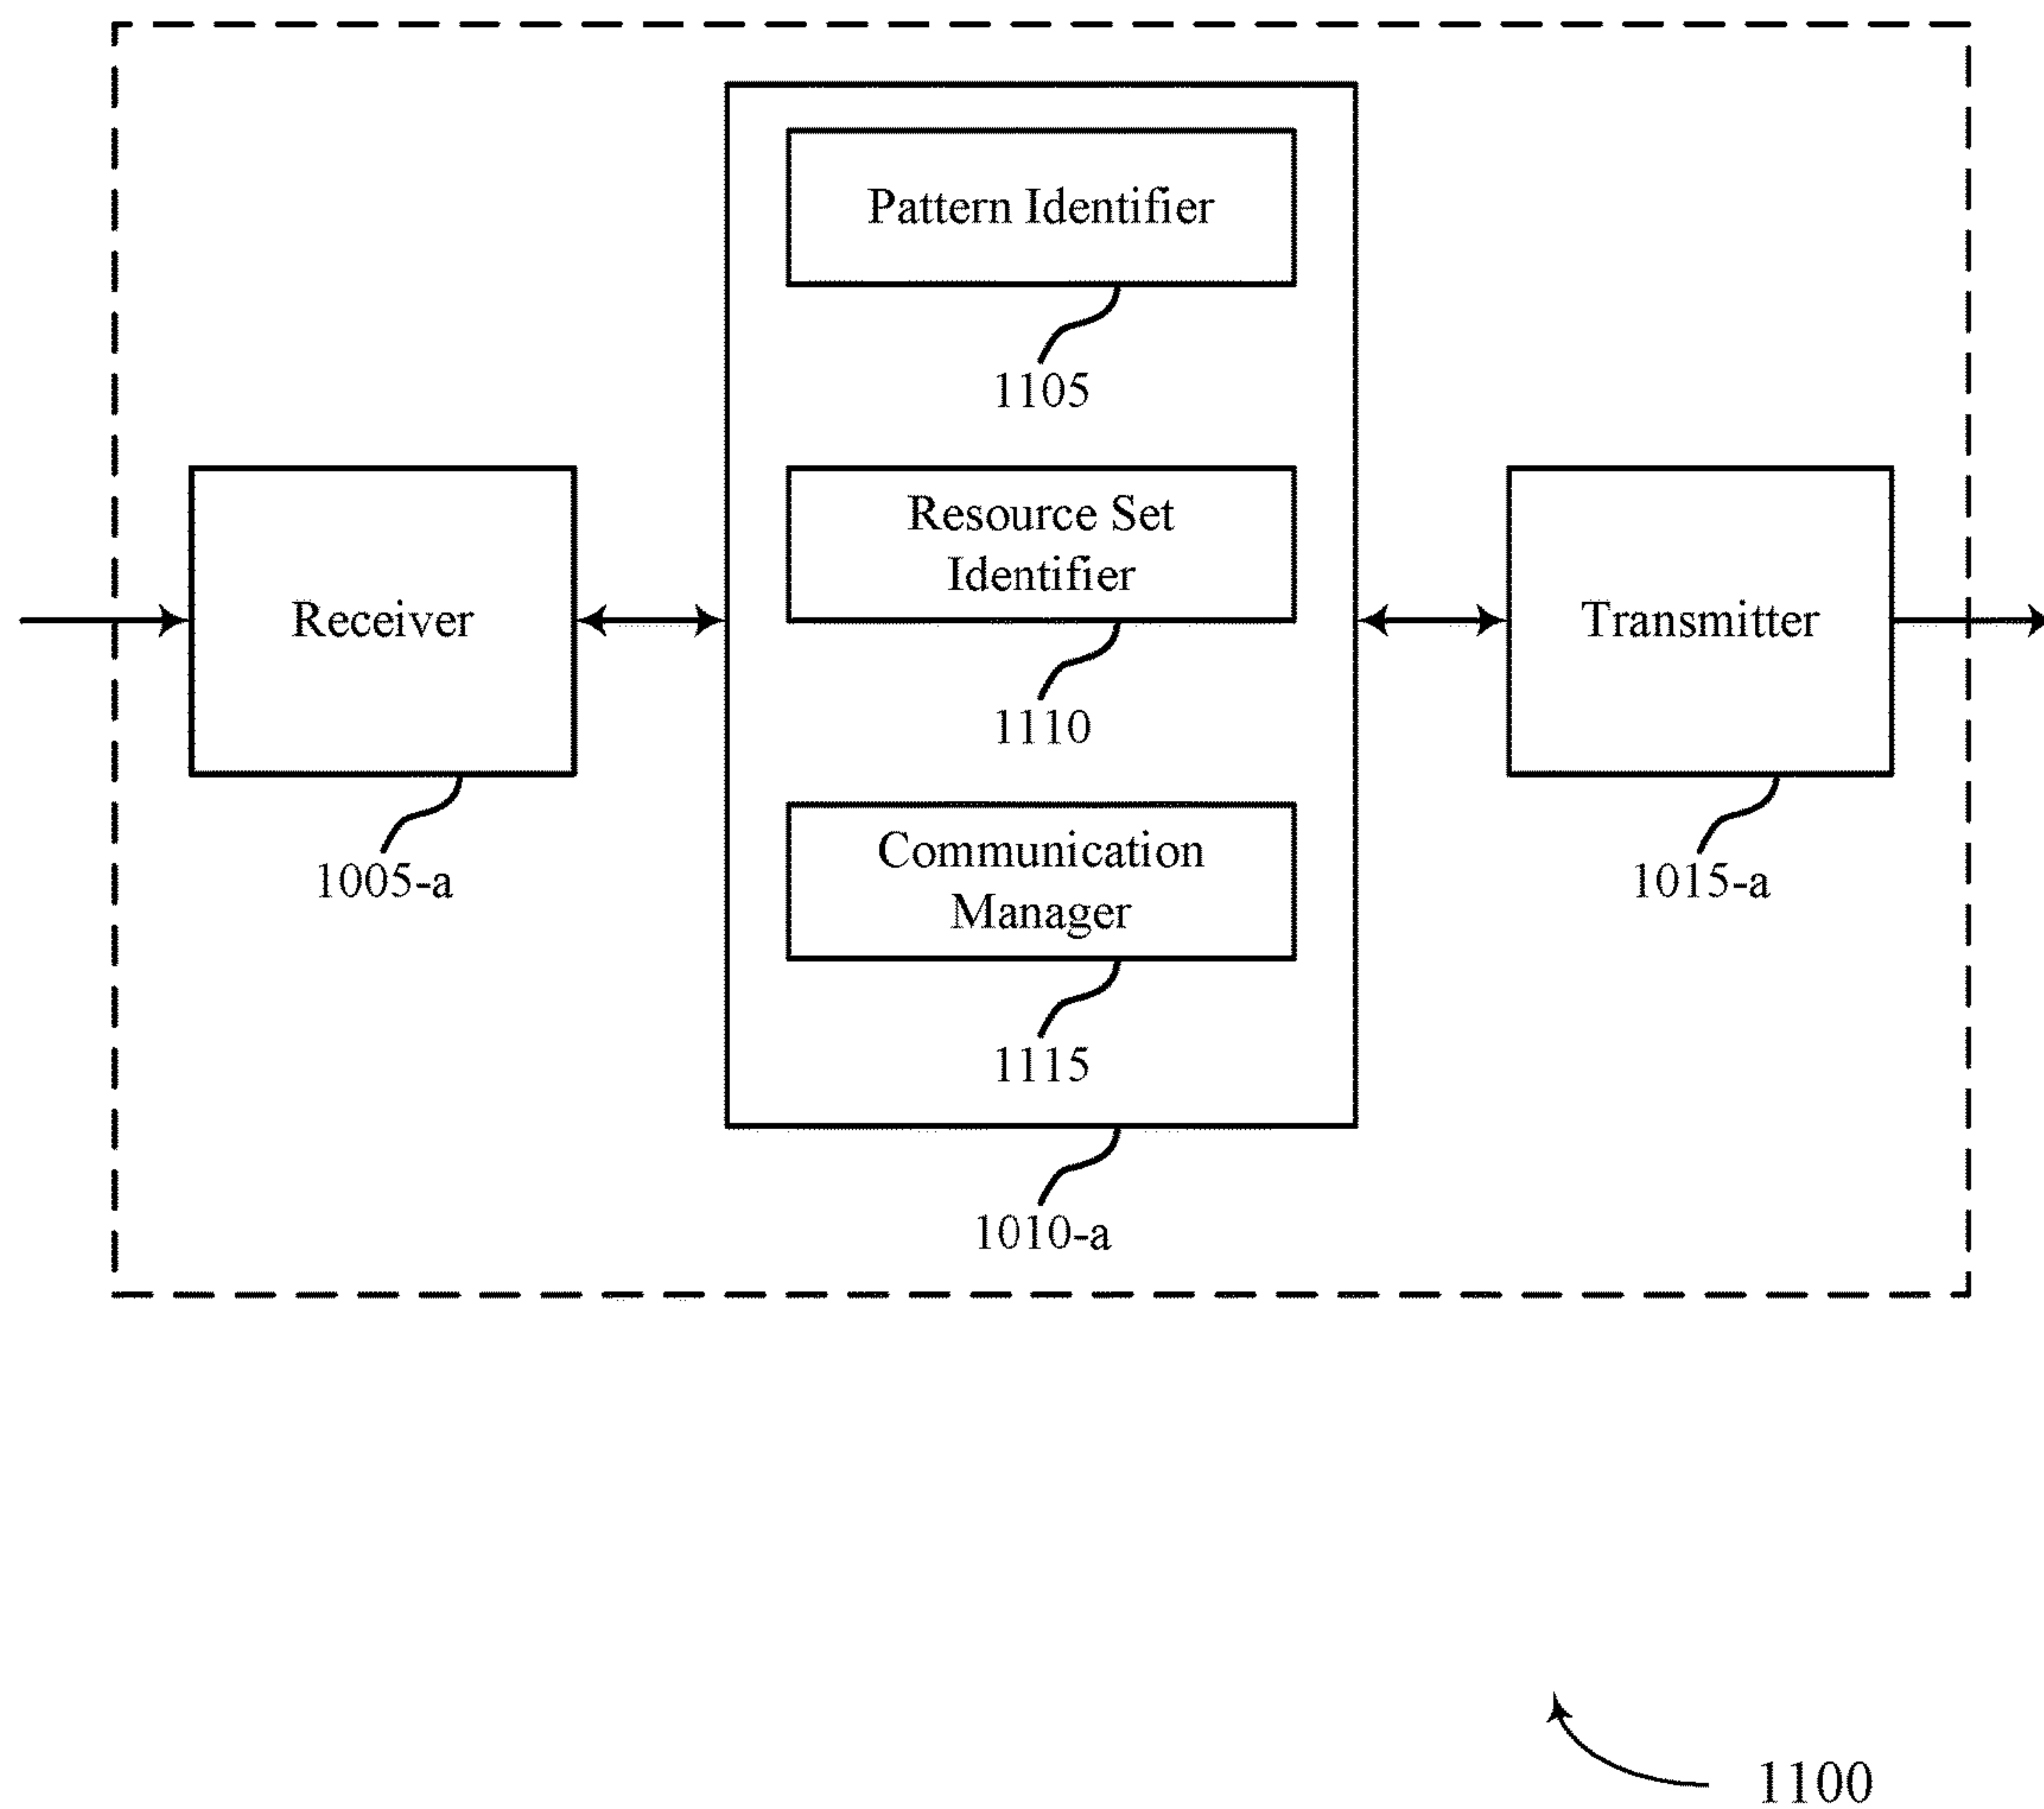 Pattern Identifier
1105
Resource Set
Identifier
1110
Receiver
Transmitter
Communication
Manager
1005-a
1015-a
1115
1010-a
1100